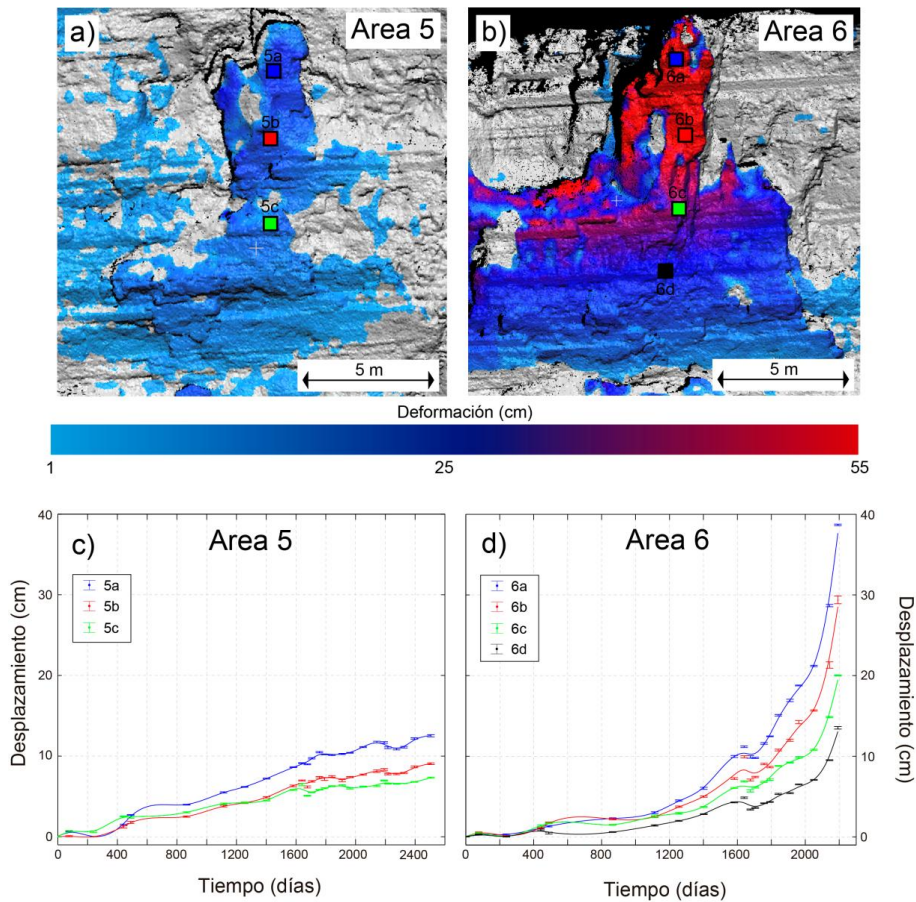 a)
Area 5
5a
5b
5c
5 m
b)
Area 6
6a
6b
6c
6d
5 m
Deformación (cm)
1
25
55
c)
Area 5
5a
5b
5c
Desplazamiento (cm)
40
30
20
10
0
0 400 800 1200 1600 2000 2400
Tiempo (días)
d)
Area 6
6a
6b
6c
6d
40
30
20
10
0
Desplazamiento (cm)
0 400 800 1200 1600 2000
Tiempo (días)